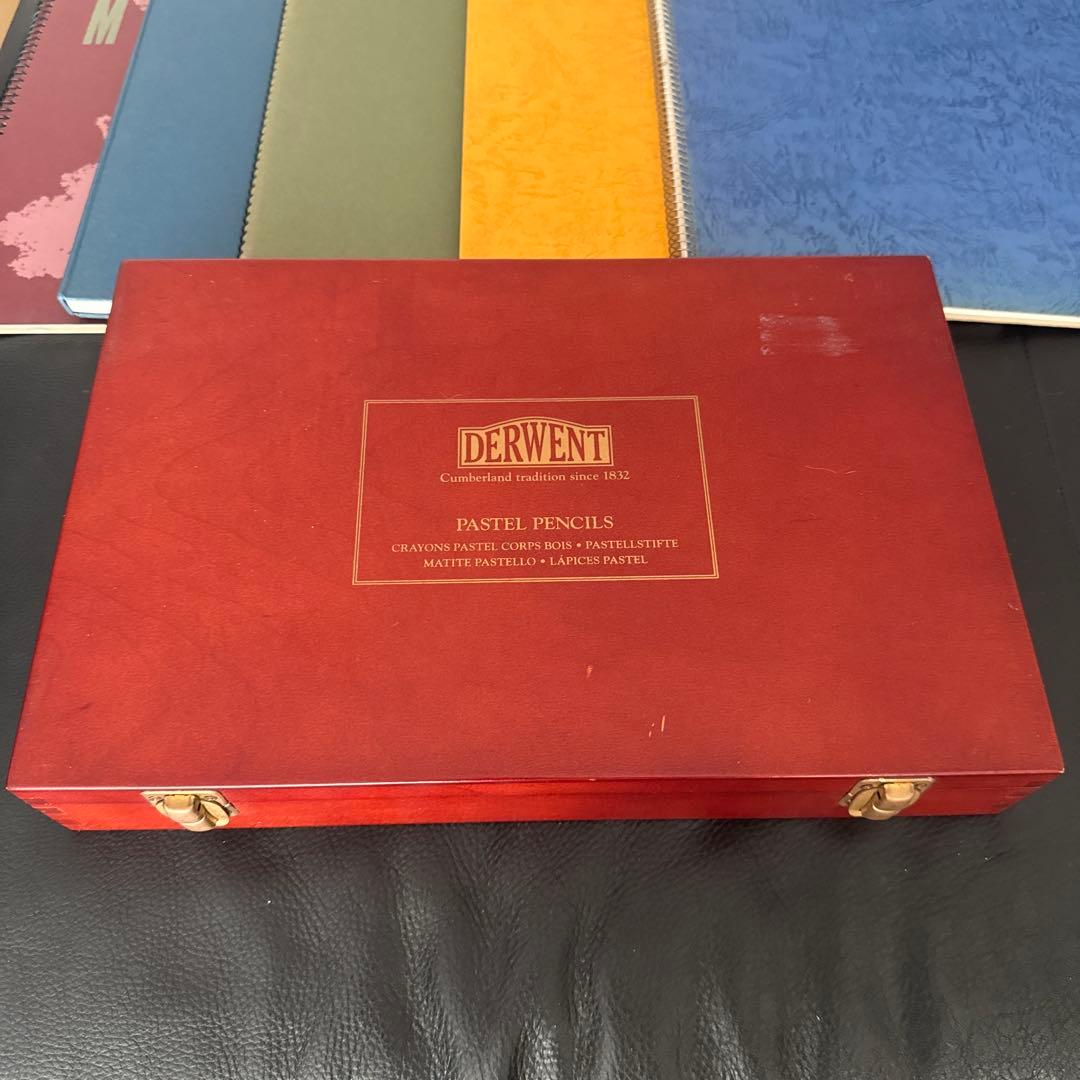 M
DERWENT
Cumberland tradition since 1832
PASTEL PENCILS
CRAYONS PASTEL CORPS BOIS • PASTELLSTIFTE
MATITE PASTELLO • LÁPICES PASTEL